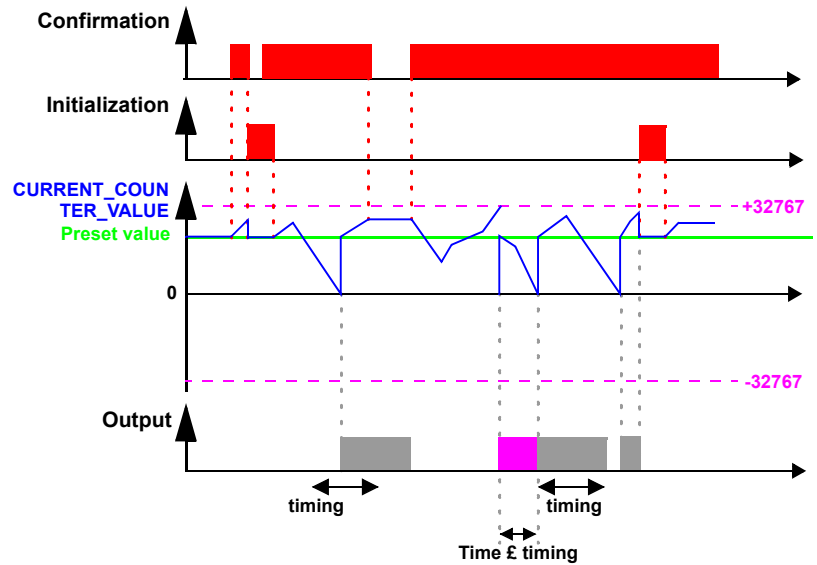 Confirmation
Initialization
CURRENT_COUN
TER_VALUE
+32767
Preset value
0
-32767
Output
timing
timing
Time £ timing